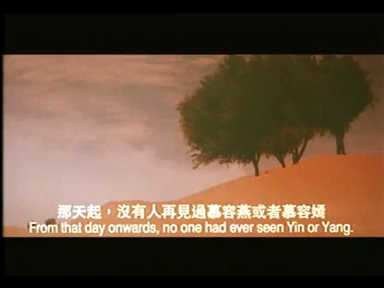 那天起，沒有人再見過慕容燕或者慕容嫣
From that day onwards, no one had ever seen Yin or Yang.